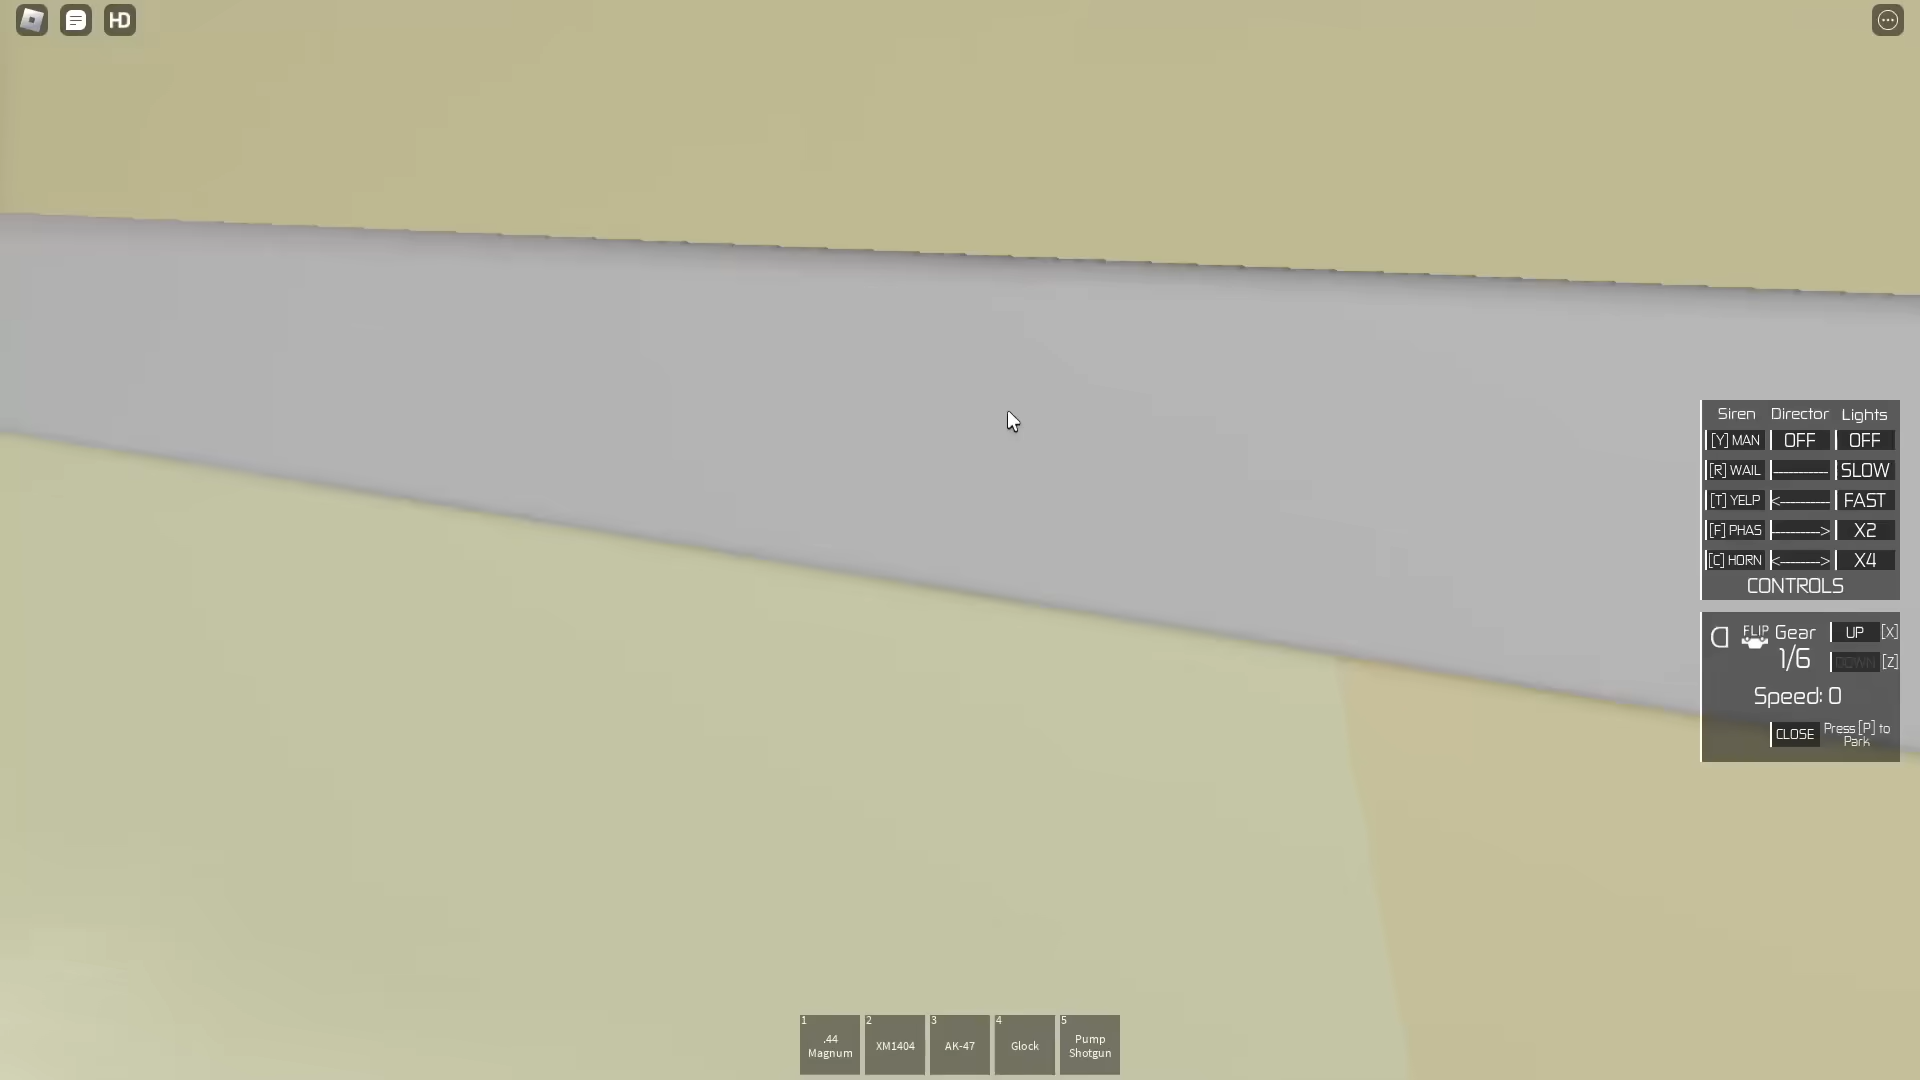 HD
Siren Director Lights
[Y] MAN OFF OFF
[R] WAIL ----------- SLOW
[T] YELP <---------- FAST
[F] PHAS ----------> X2
[C] HORN <--------> X4
CONTROLS
FLIP Gear UP [X]
1/6 DOWN [Z]
Speed: 0
CLOSE Press [P] to
Park
1 2 3 4 5
.44 Magnum
XM1404
AK-47
Glock
Pump Shotgun